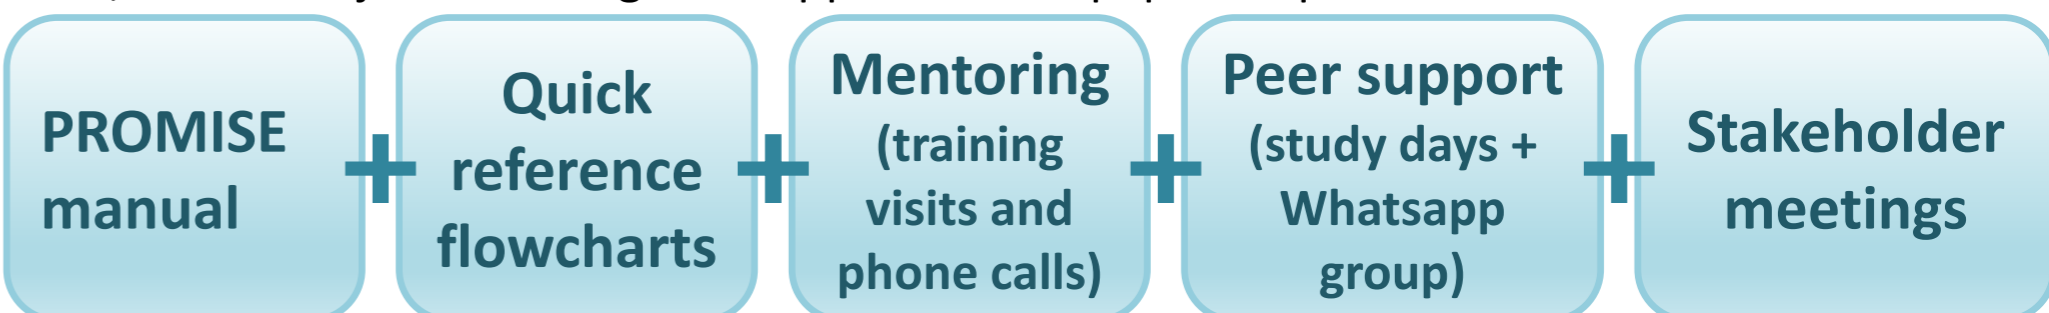 PROMISE
manual
+
Quick
reference
flowcharts
+
Mentoring
(training
visits and
phone calls)
+
Peer support
(study days +
Whatsapp
group)
+
Stakeholder
meetings